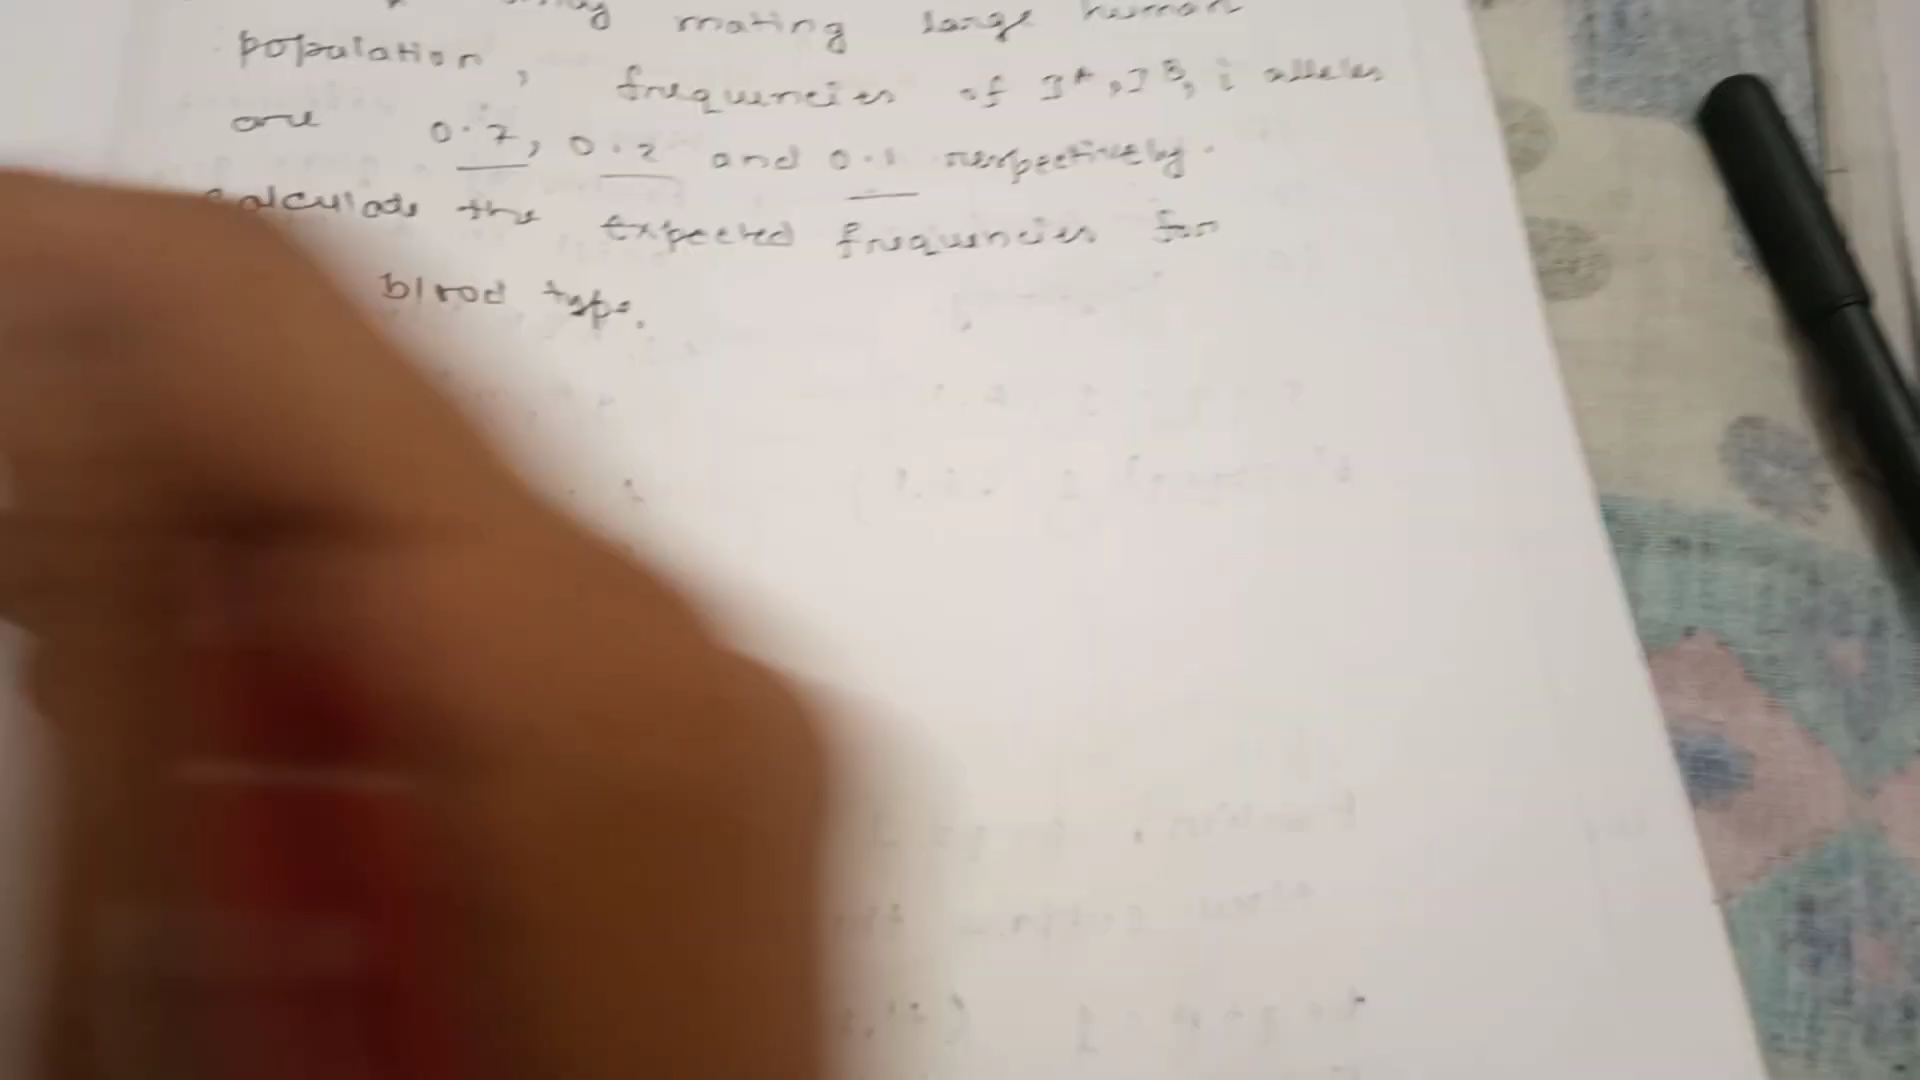 mating large human
population, frequencies of I^A, I^B, i alleles
are 0.7, 0.2 and 0.1 respectively.
Calculate the expected frequencies for
blood type.